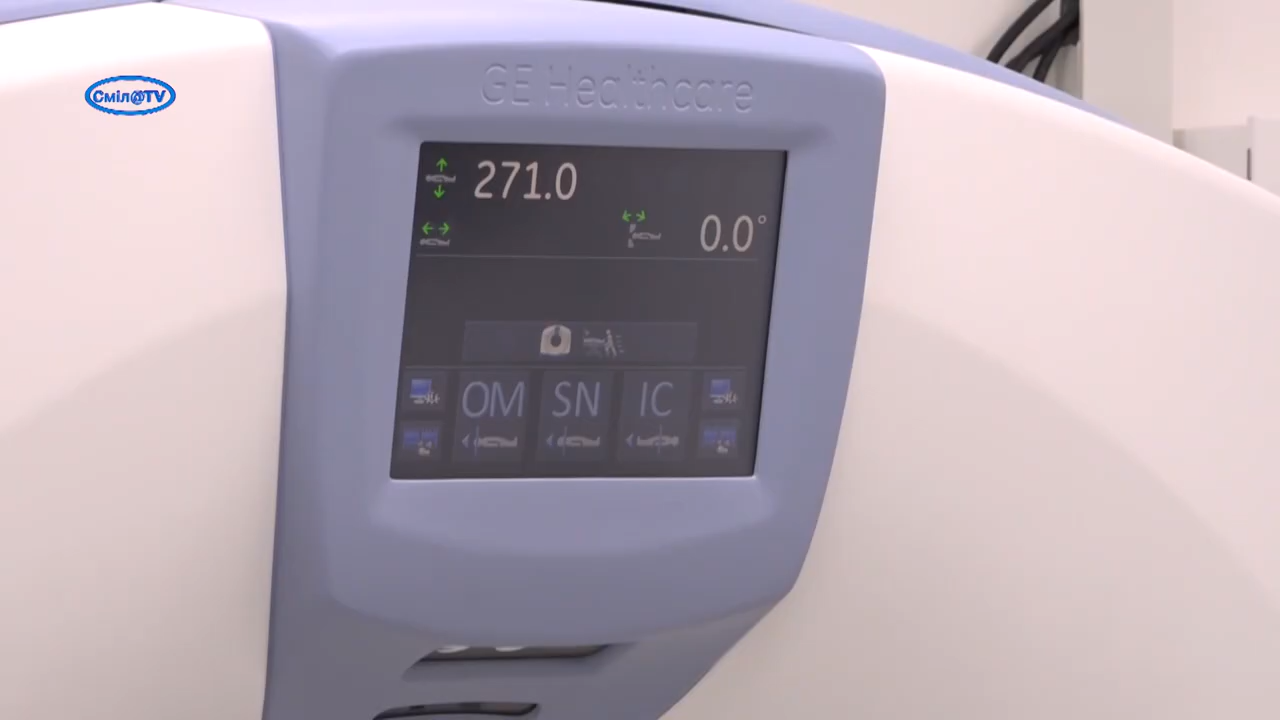 Сміл@TV
GE Healthcare
271.0
0.0°
OM SN IC